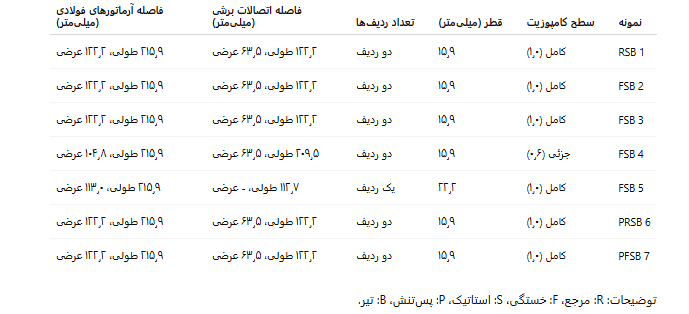 نمونه	سطح کامپوزیت	قطر (میلی‌متر)	تعداد ردیف‌ها	فاصله اتصالات برشی (میلی‌متر)	فاصله آرماتورهای فولادی (میلی‌متر)
RSB 1	کامل (۱٫۰)	۱۵٫۹	دو ردیف	۱۲۲٫۲ طولی، ۶۳٫۵ عرضی	۲۱۵٫۹ طولی، ۱۲۲٫۲ عرضی
FSB 2	کامل (۱٫۰)	۱۵٫۹	دو ردیف	۱۲۲٫۲ طولی، ۶۳٫۵ عرضی	۲۱۵٫۹ طولی، ۱۲۲٫۲ عرضی
FSB 3	کامل (۱٫۰)	۱۵٫۹	دو ردیف	۱۲۲٫۲ طولی، ۶۳٫۵ عرضی	۲۱۵٫۹ طولی، ۱۲۲٫۲ عرضی
FSB 4	جزئی (۰٫۶)	۱۵٫۹	دو ردیف	۲۰۹٫۵ طولی، ۶۳٫۵ عرضی	۲۱۵٫۹ طولی، ۱۰۴٫۸ عرضی
FSB 5	کامل (۱٫۰)	۲۲٫۲	یک ردیف	۱۱۲٫۷ طولی، - عرضی	۲۱۵٫۹ طولی، ۱۱۳٫۰ عرضی
PRSB 6	کامل (۱٫۰)	۱۵٫۹	دو ردیف	۱۲۲٫۲ طولی، ۶۳٫۵ عرضی	۲۱۵٫۹ طولی، ۱۲۲٫۲ عرضی
PFSB 7	کامل (۱٫۰)	۱۵٫۹	دو ردیف	۱۲۲٫۲ طولی، ۶۳٫۵ عرضی	۲۱۵٫۹ طولی، ۱۲۲٫۲ عرضی
توضیحات: R: مرجع، F: خستگی، S: استاتیک، P: پس‌تنش، B: تیر.